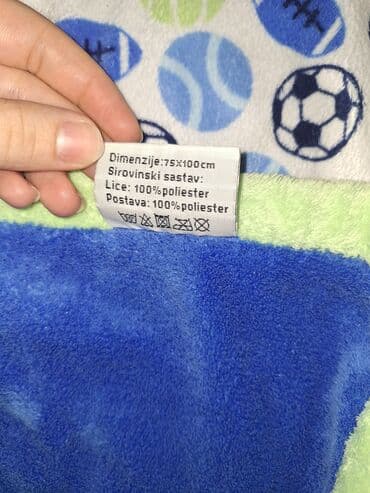 Dimenzije:75X100cm
Sirovinski sastav:
Lice: 100%poliester
Postava: 100%poliester